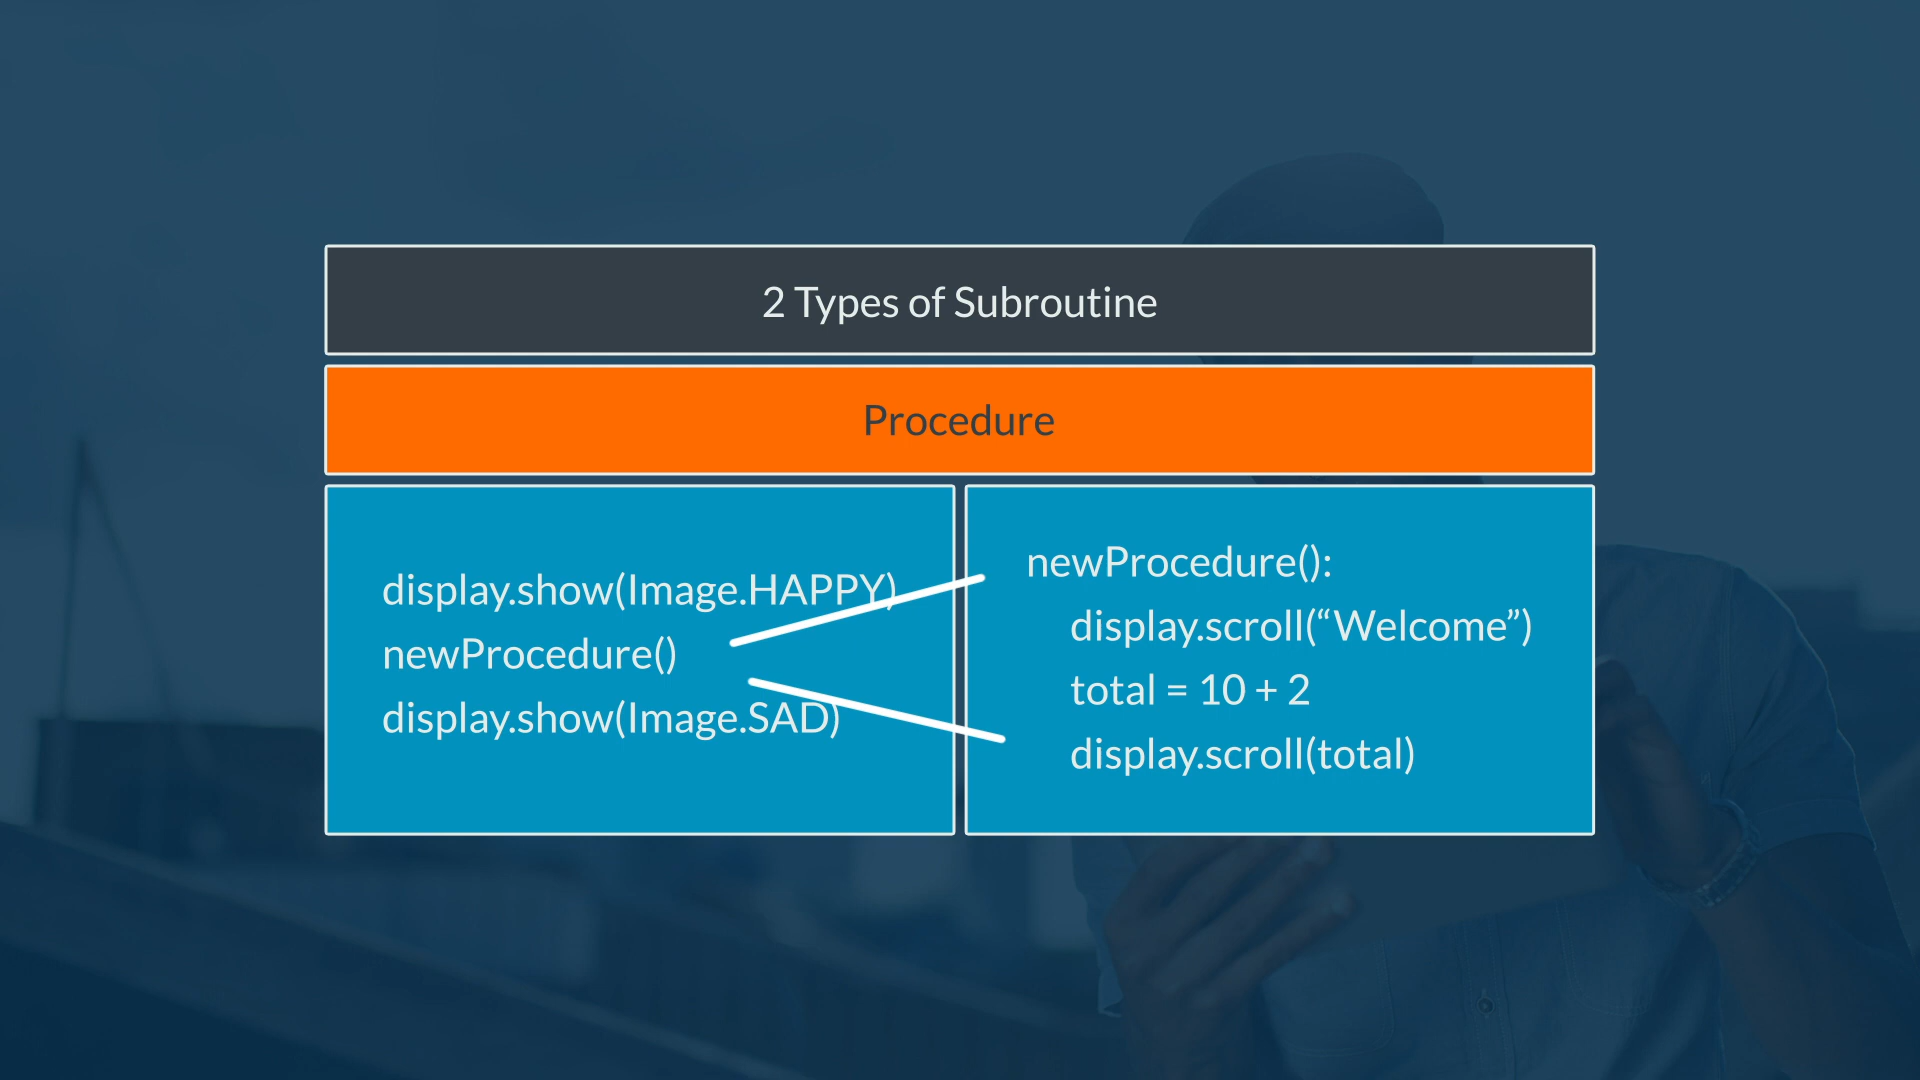 2 Types of Subroutine
Procedure
display.show(Image.HAPPY)
newProcedure()
display.show(Image.SAD)
newProcedure():
display.scroll(“Welcome”)
total = 10 + 2
display.scroll(total)